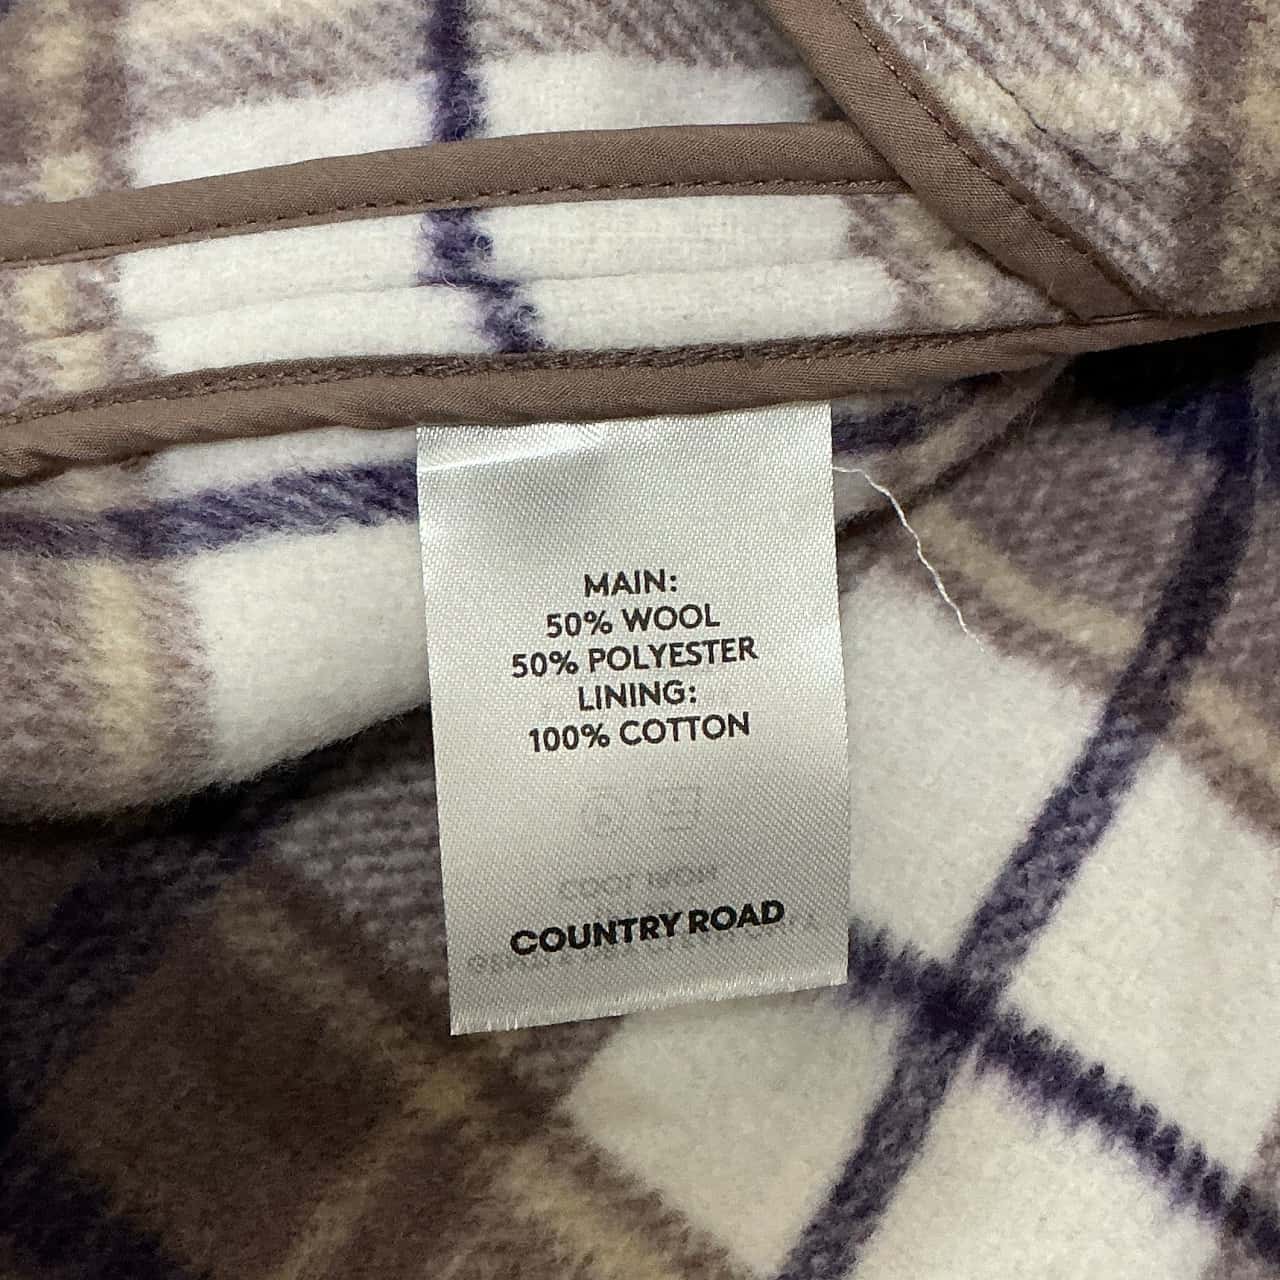 MAIN:
50% WOOL
50% POLYESTER
LINING:
100% COTTON
COUNTRY ROAD